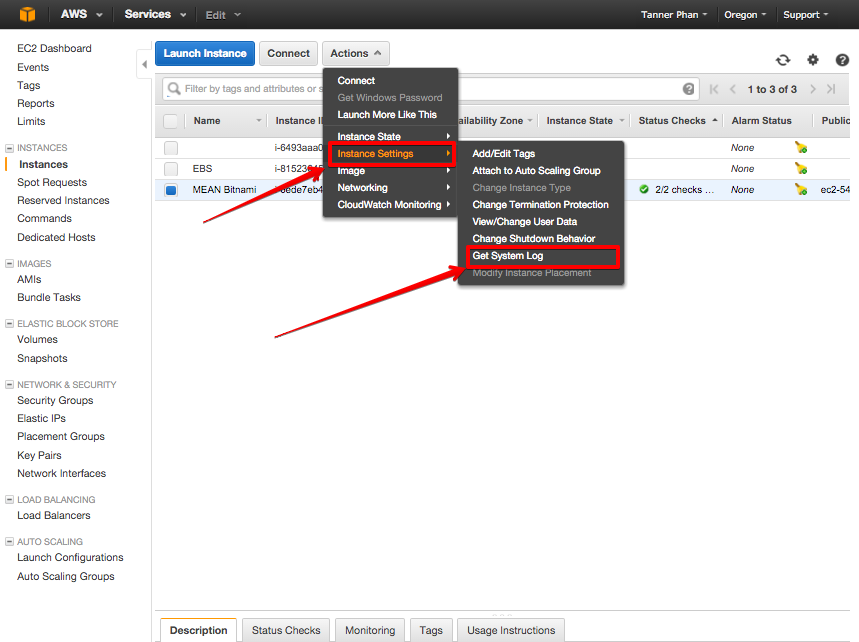 AWS Services Edit Tanner Phan Oregon Support
EC2 Dashboard
Events
Tags
Reports
Limits
INSTANCES
Instances
Spot Requests
Reserved Instances
Commands
Dedicated Hosts
IMAGES
AMIs
Bundle Tasks
ELASTIC BLOCK STORE
Volumes
Snapshots
NETWORK & SECURITY
Security Groups
Elastic IPs
Placement Groups
Key Pairs
Network Interfaces
LOAD BALANCING
Load Balancers
AUTO SCALING
Launch Configurations
Auto Scaling Groups
Launch Instance Connect Actions
Filter by tags and attributes or s 1 to 3 of 3
Name Instance I ailability Zone Instance State Status Checks Alarm Status Public
i-6493aaa0 None
EBS None
MEAN Bitnami 2/2 checks ... None ec2-54
Connect
Get Windows Password
Launch More Like This
Instance State
Instance Settings
Image
Networking
CloudWatch Monitoring
Add/Edit Tags
Attach to Auto Scaling Group
Change Instance Type
Change Termination Protection
View/Change User Data
Change Shutdown Behavior
Get System Log
Modify Instance Placement
Description Status Checks Monitoring Tags Usage Instructions